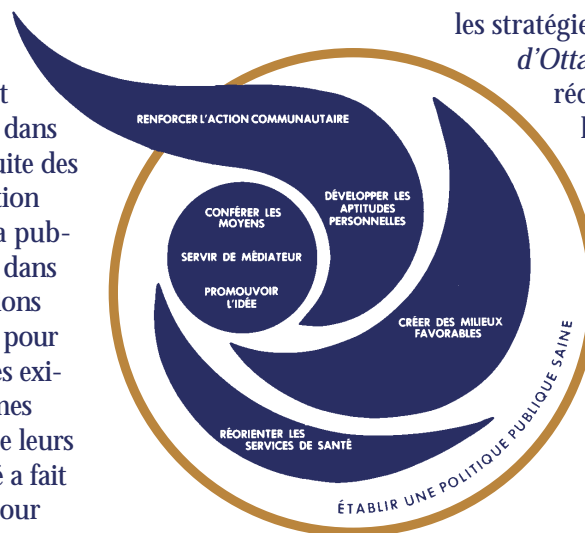 t
dans
uite des
tion
a pub-
dans
ions
pour
es exi-
nes
e leurs
é a fait
our
les stratégie
d'Otta
RENFORCER L'ACTION COMMUNAUTAIRE
DÉVELOPPER LES
APTITUDES
PERSONNELLES
CONFÉRER LES
MOYENS
SERVIR DE MÉDIATEUR
PROMOUVOIR
L'IDÉE
CRÉER DES MILIEUX
FAVORABLES
RÉORIENTER LES
SERVICES DE SANTÉ
ÉTABLIR UNE POLITIQUE PUBLIQUE SAINE